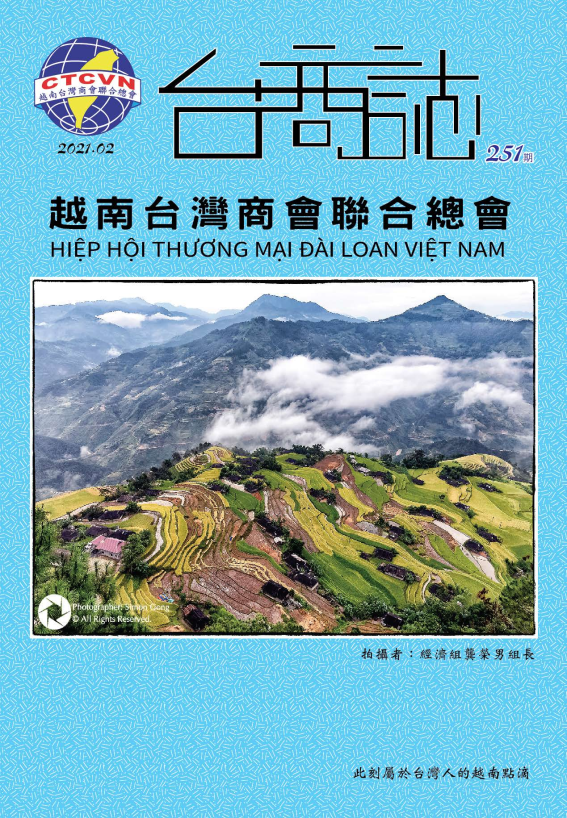 CTCVN
越南台灣商會聯合總會
2021.02
台商誌
251期
越南台灣商會聯合總會
HIỆP HỘI THƯƠNG MẠI ĐÀI LOAN VIỆT NAM
Photographer: Simon Gong
© All Rights Reserved.
拍攝者：經濟組龔榮男組長
此刻屬於台灣人的越南點滴